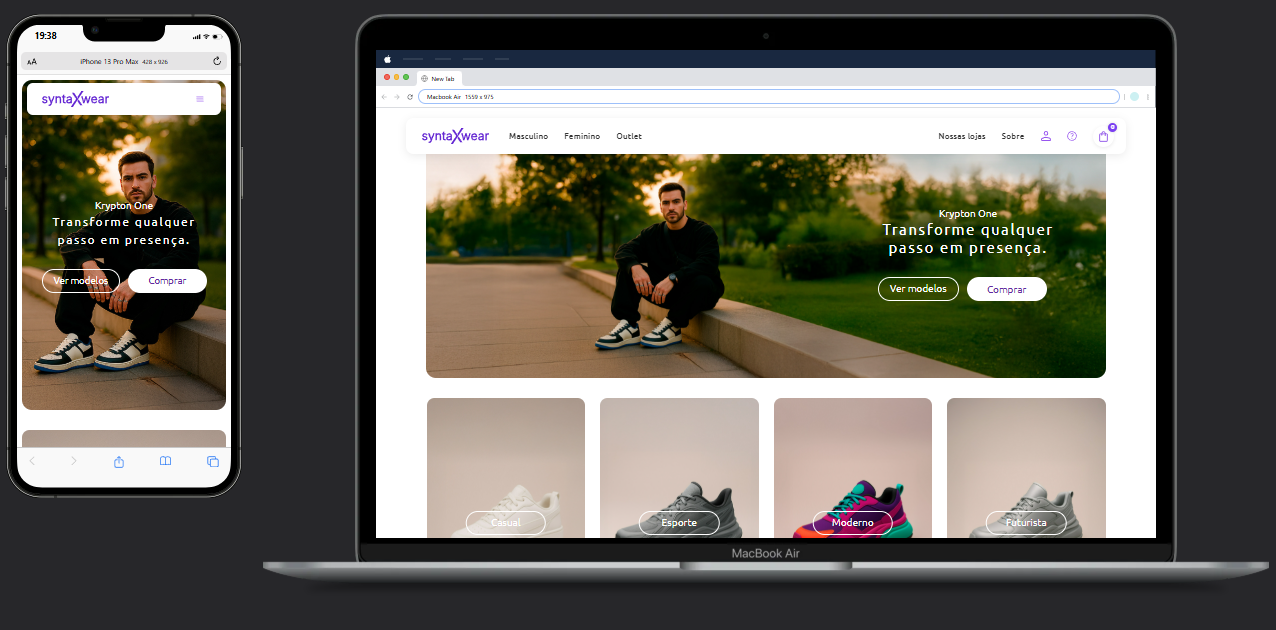 19:38
AA
iPhone 13 Pro Max 428 x 926
syntaXwear
Krypton One
Transforme qualquer
passo em presença.
Ver modelos
Comprar
New Tab
Macbook Air 1559 x 975
syntaXwear
Masculino
Feminino
Outlet
Nossas lojas
Sobre
0
Krypton One
Transforme qualquer
passo em presença.
Ver modelos
Comprar
Casual
Esporte
Moderno
Futurista
MacBook Air